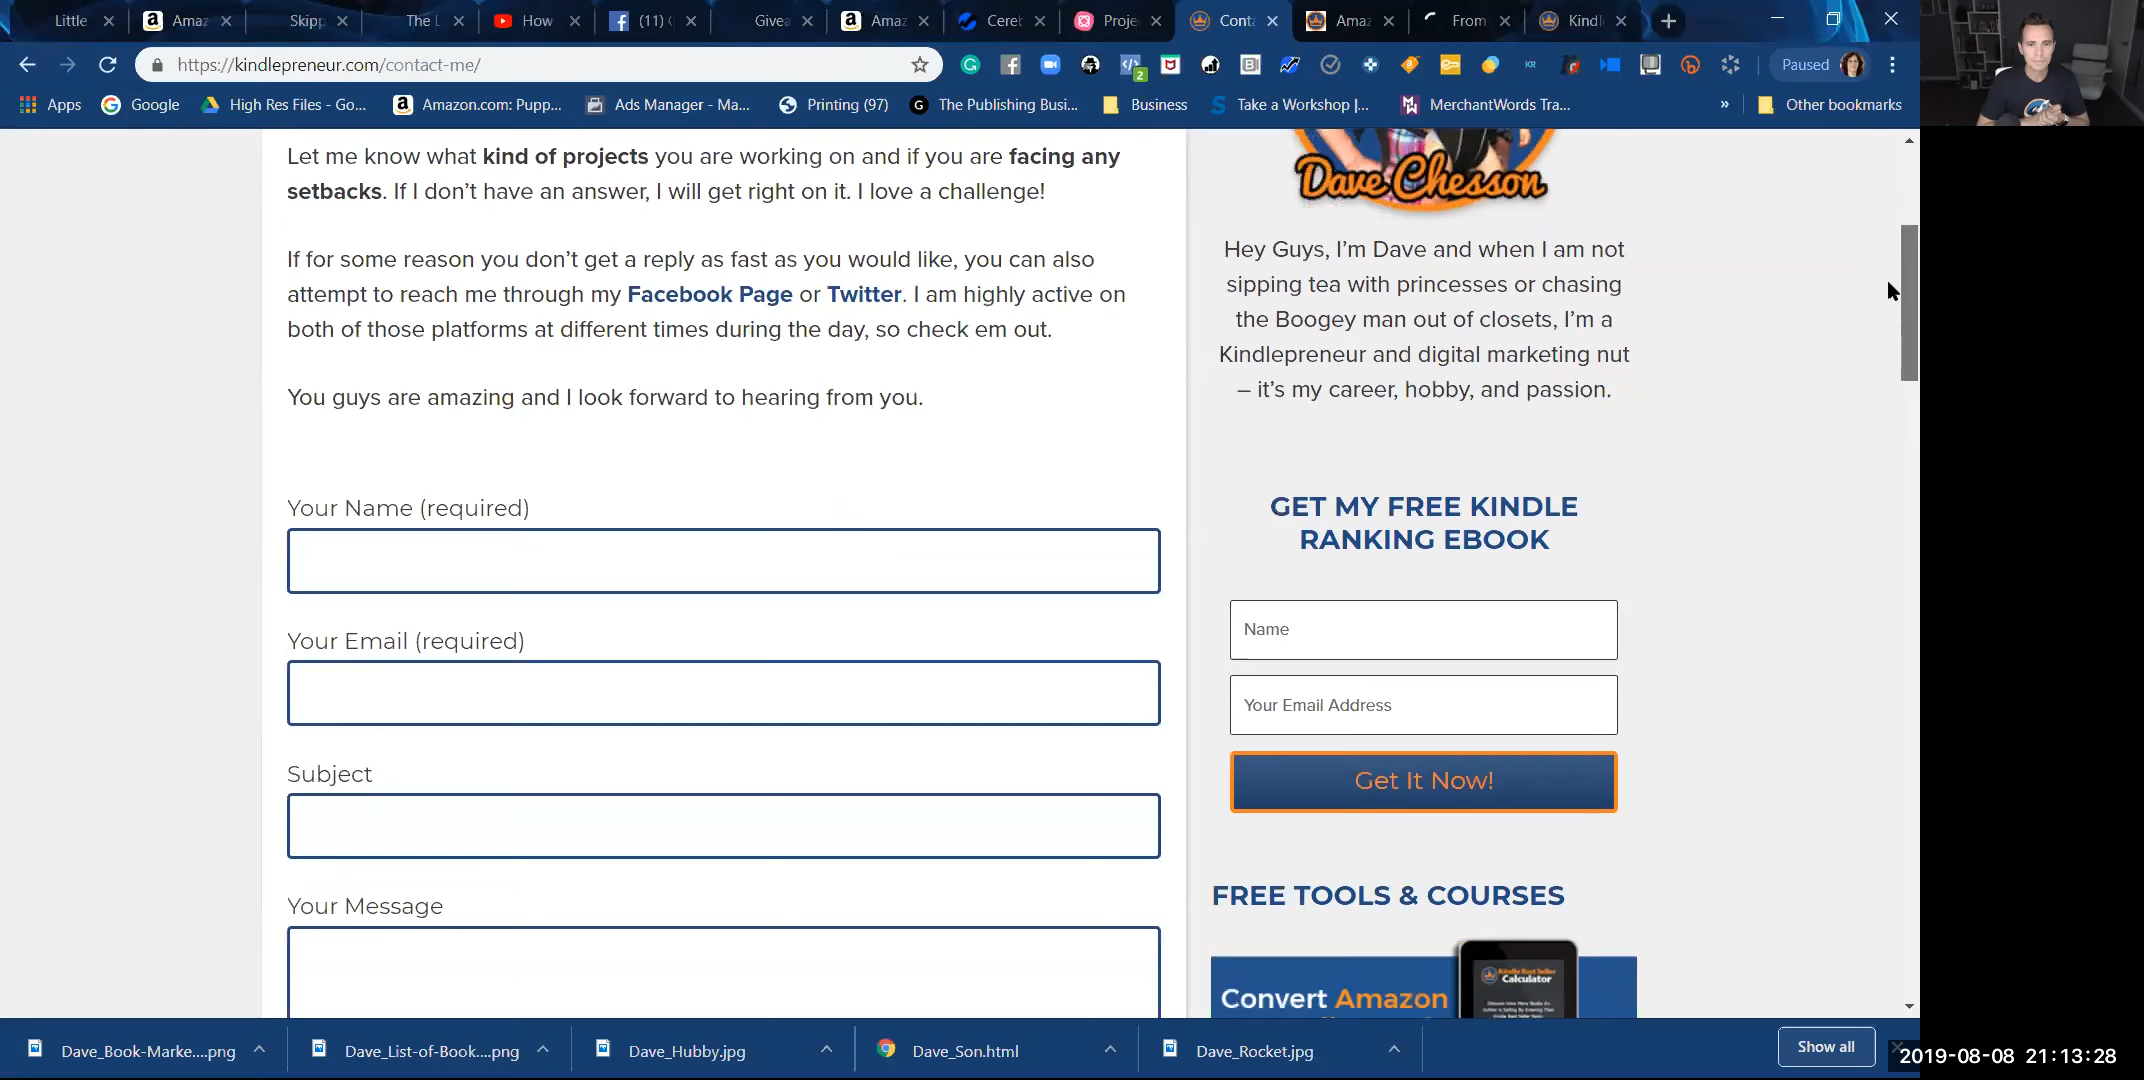 Little
Amaz
Skipp
The L
How
(11)
Givea
Amaz
Cereb
Proje
Conta
Amaz
From
Kindl
https://kindlepreneur.com/contact-me/
2
KR
Paused
Apps
Google
High Res Files - Go...
Amazon.com: Pupp...
Ads Manager - Ma...
Printing (97)
The Publishing Busi...
Business
Take a Workshop |...
MerchantWords Tra...
»
Other bookmarks
Let me know what kind of projects you are working on and if you are facing any
setbacks. If I don’t have an answer, I will get right on it. I love a challenge!
If for some reason you don’t get a reply as fast as you would like, you can also
attempt to reach me through my Facebook Page or Twitter. I am highly active on
both of those platforms at different times during the day, so check em out.
You guys are amazing and I look forward to hearing from you.
Your Name (required)
Your Email (required)
Subject
Your Message
Dave Chesson
Hey Guys, I’m Dave and when I am not
sipping tea with princesses or chasing
the Boogey man out of closets, I’m a
Kindlepreneur and digital marketing nut
– it’s my career, hobby, and passion.
GET MY FREE KINDLE
RANKING EBOOK
Name
Your Email Address
Get It Now!
FREE TOOLS & COURSES
Convert Amazon
Kindle Best Seller
Calculator
Dave_Book-Marke....png
Dave_List-of-Book....png
Dave_Hubby.jpg
Dave_Son.html
Dave_Rocket.jpg
Show all
2019-08-08 21:13:28